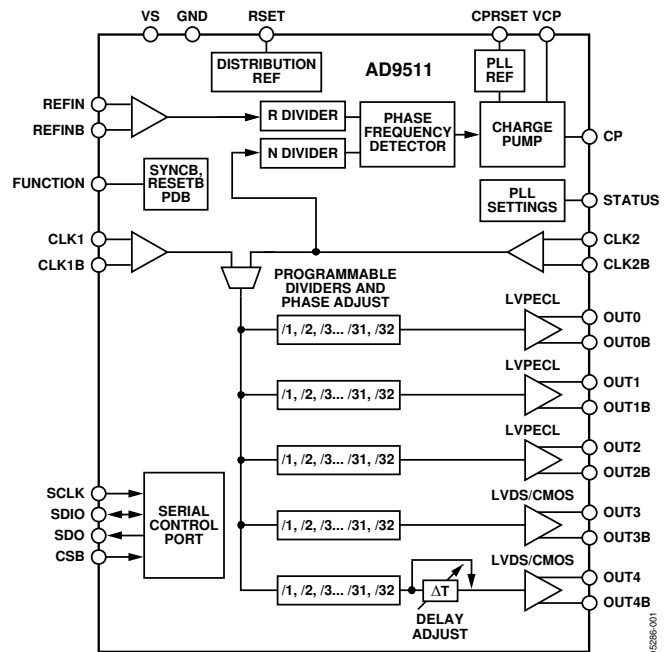 VS GND RSET CPRSET VCP
DISTRIBUTION
REF
AD9511
PLL
REF
REFIN
REFINB
R DIVIDER
N DIVIDER
PHASE
FREQUENCY
DETECTOR
CHARGE
PUMP
CP
FUNCTION
SYNCB,
RESETB
PDB
PLL
SETTINGS
STATUS
CLK1
CLK1B
CLK2
CLK2B
PROGRAMMABLE
DIVIDERS AND
PHASE ADJUST
LVPECL
/1, /2, /3... /31, /32
OUT0
OUT0B
LVPECL
/1, /2, /3... /31, /32
OUT1
OUT1B
LVPECL
/1, /2, /3... /31, /32
OUT2
OUT2B
SCLK
SDIO
SDO
CSB
SERIAL
CONTROL
PORT
LVDS/CMOS
/1, /2, /3... /31, /32
OUT3
OUT3B
LVDS/CMOS
/1, /2, /3... /31, /32
ΔT
OUT4
OUT4B
DELAY
ADJUST
05286-001